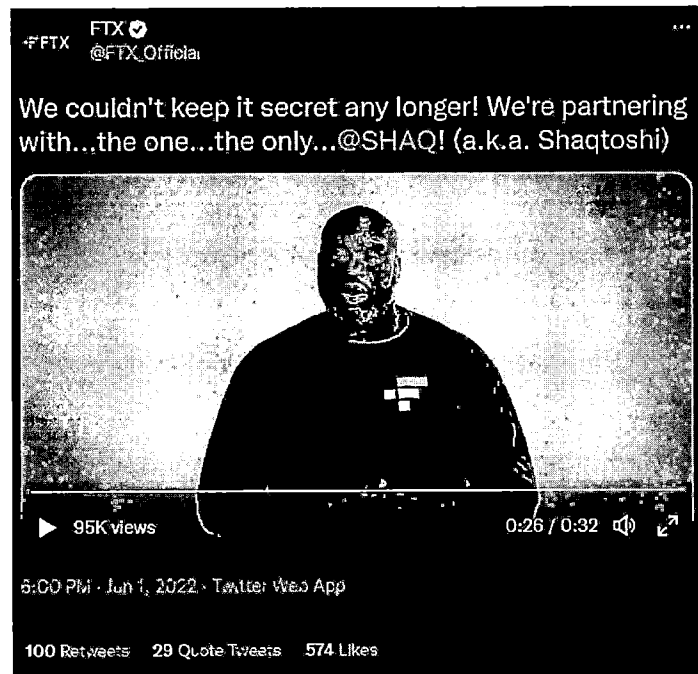 FTX
FTX
@FTX_Official
We couldn't keep it secret any longer! We're partnering
with...the one...the only...@SHAQ! (a.k.a. Shaqtoshi)
95K views
0:26 / 0:32
6:00 PM · Jun 1, 2022 · Twitter Web App
100 Retweets 29 Quote Tweets 574 Likes